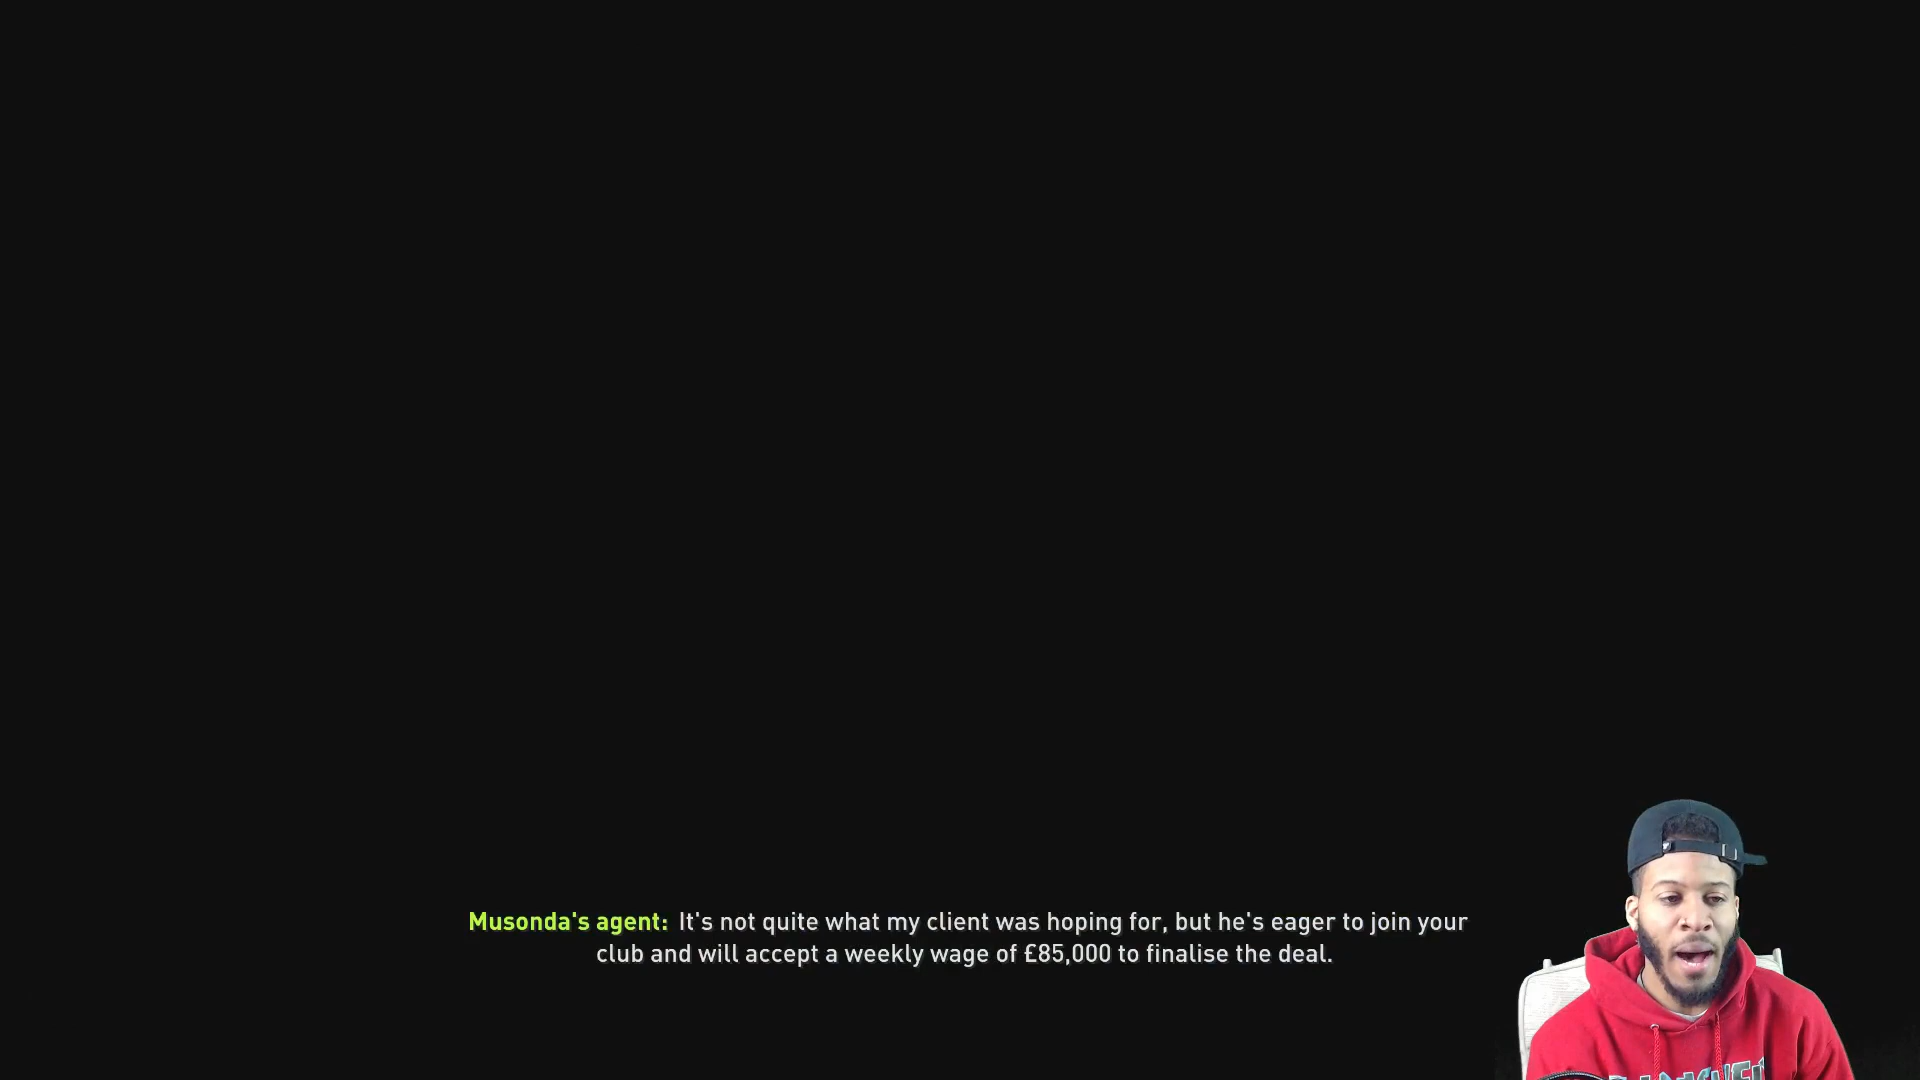 Musonda's agent: It's not quite what my client was hoping for, but he's eager to join your
club and will accept a weekly wage of £85,000 to finalise the deal.